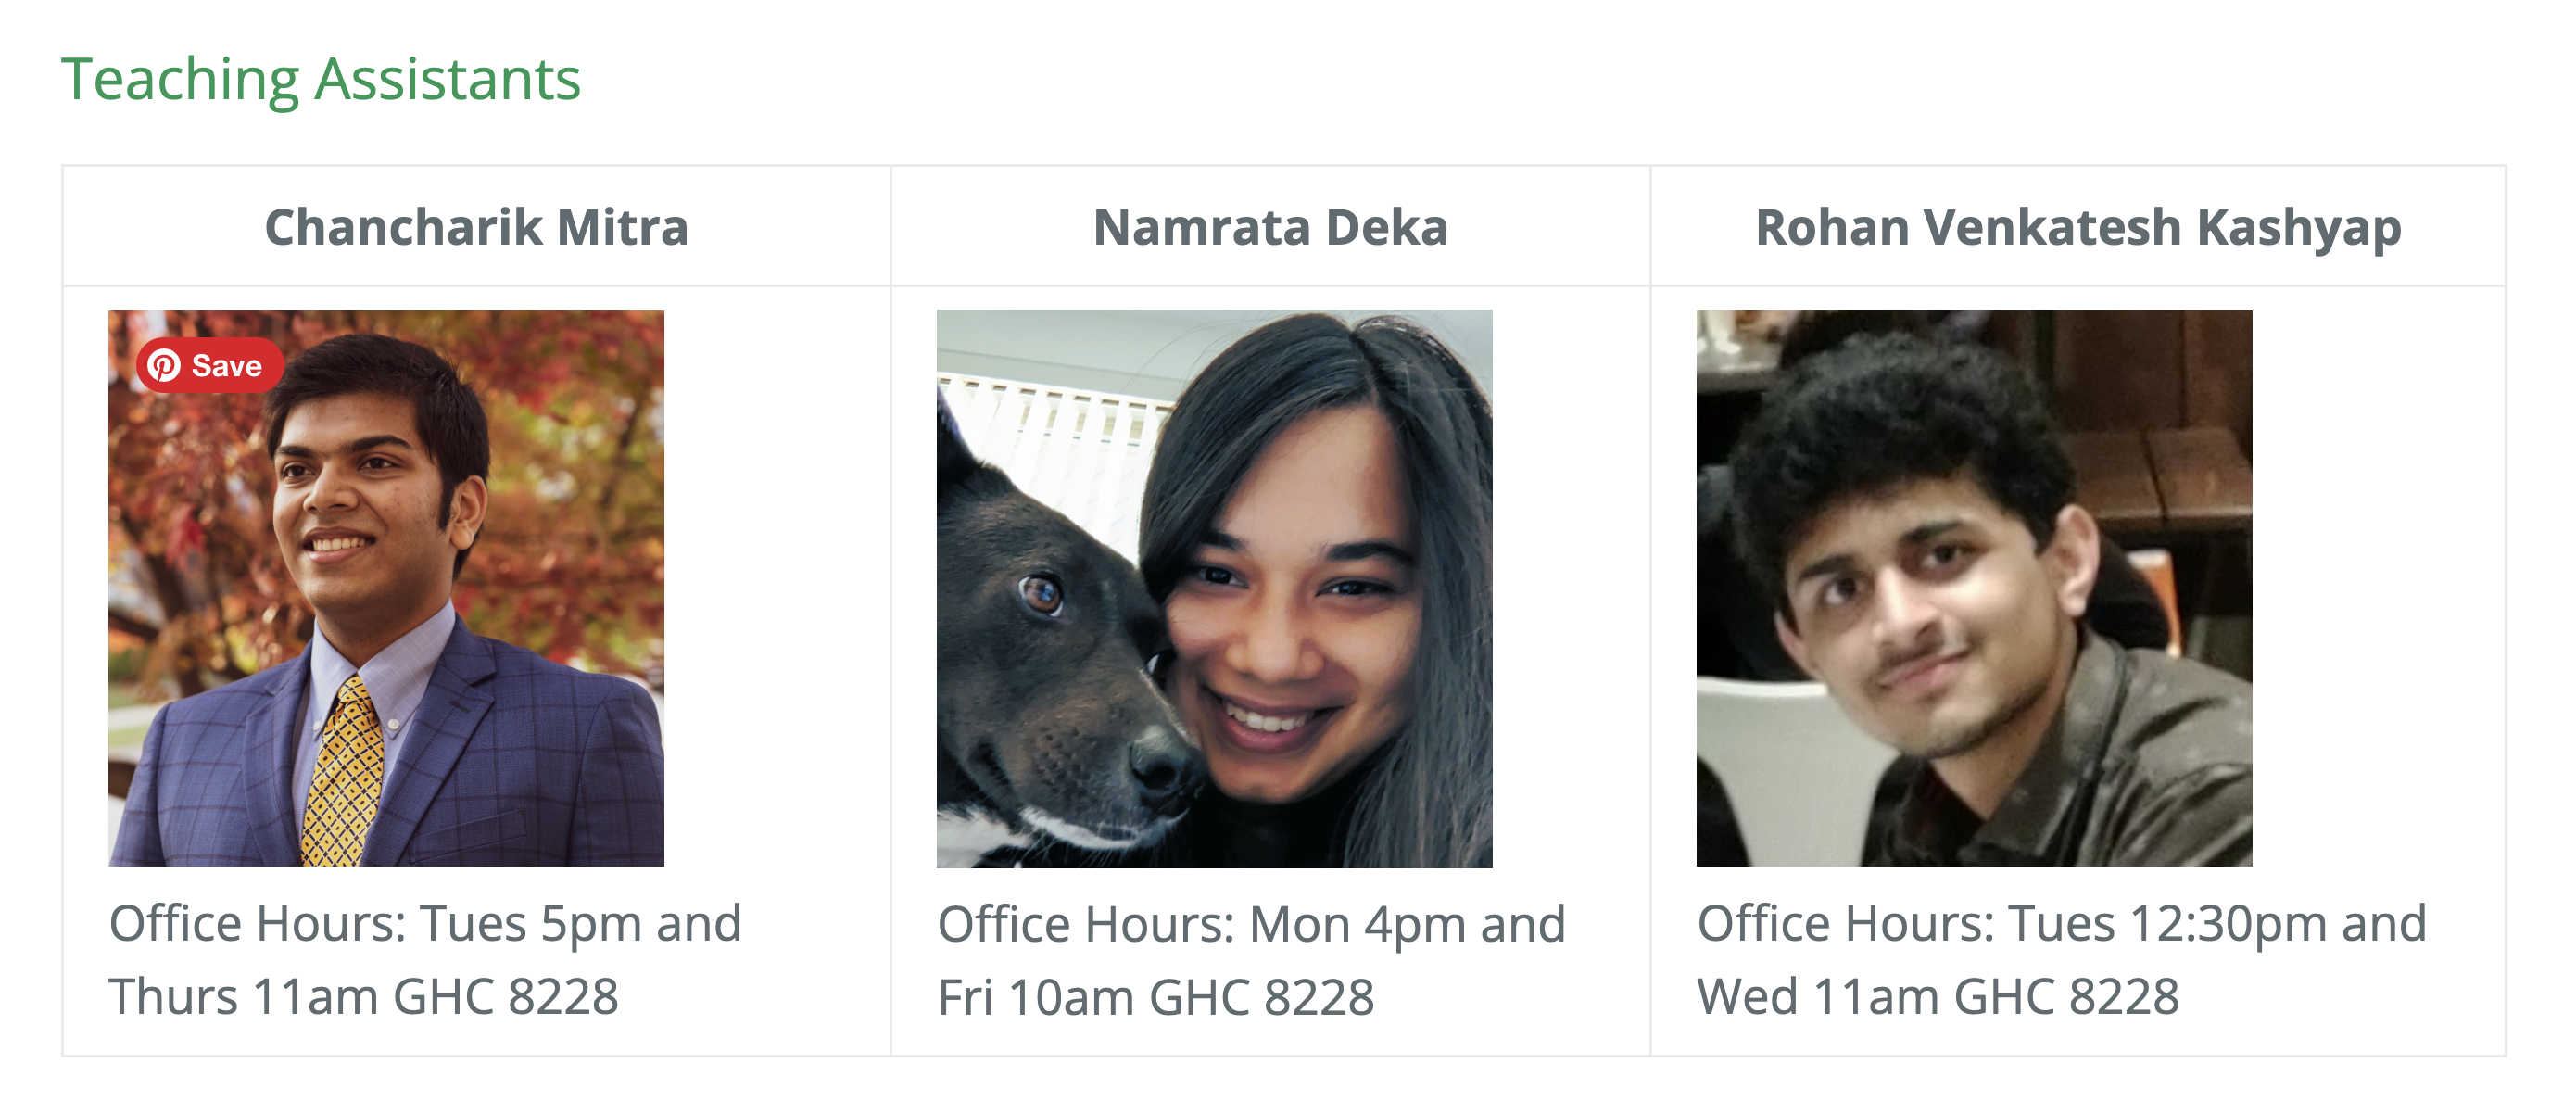 Teaching Assistants
Chancharik Mitra
Namrata Deka
Rohan Venkatesh Kashyap
Save
Office Hours: Tues 5pm and
Thurs 11am GHC 8228
Office Hours: Mon 4pm and
Fri 10am GHC 8228
Office Hours: Tues 12:30pm and
Wed 11am GHC 8228